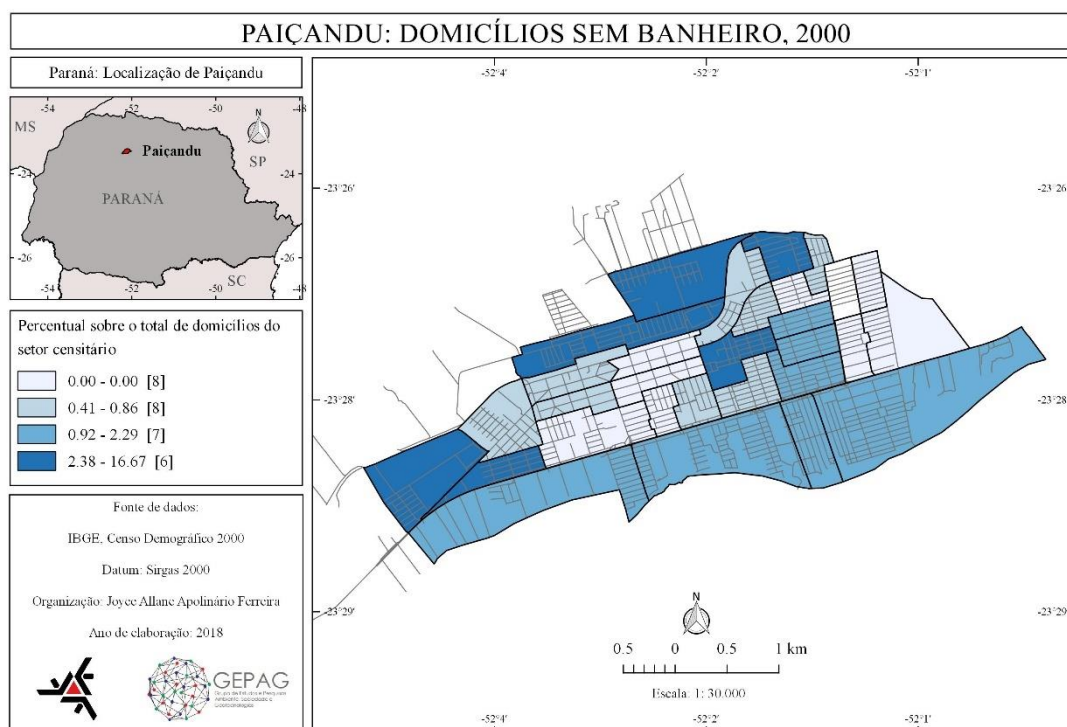 PAIÇANDU: DOMICÍLIOS SEM BANHEIRO, 2000
Paraná: Localização de Paiçandu
-54 -52 -50 -48
MS
N
Paiçandu
SP
-24 -24
PARANÁ
-26 -26
SC
-54 -52 -50 -48
Percentual sobre o total de domicílios do
setor censitário
0.00 - 0.00 [8]
0.41 - 0.86 [8]
0.92 - 2.29 [7]
2.38 - 16.67 [6]
Fonte de dados:
IBGE, Censo Demográfico 2000
Datum: Sirgas 2000
Organização: Joyce Allane Apolinário Ferreira
Ano de elaboração: 2018
GEPAG
-52°4' -52°2' -52°1'
-23°26' -23°26'
-23°28' -23°28'
-23°29' -23°29'
N
0.5 0 0.5 1 km
Escala: 1: 30.000
-52°4' -52°2' -52°1'